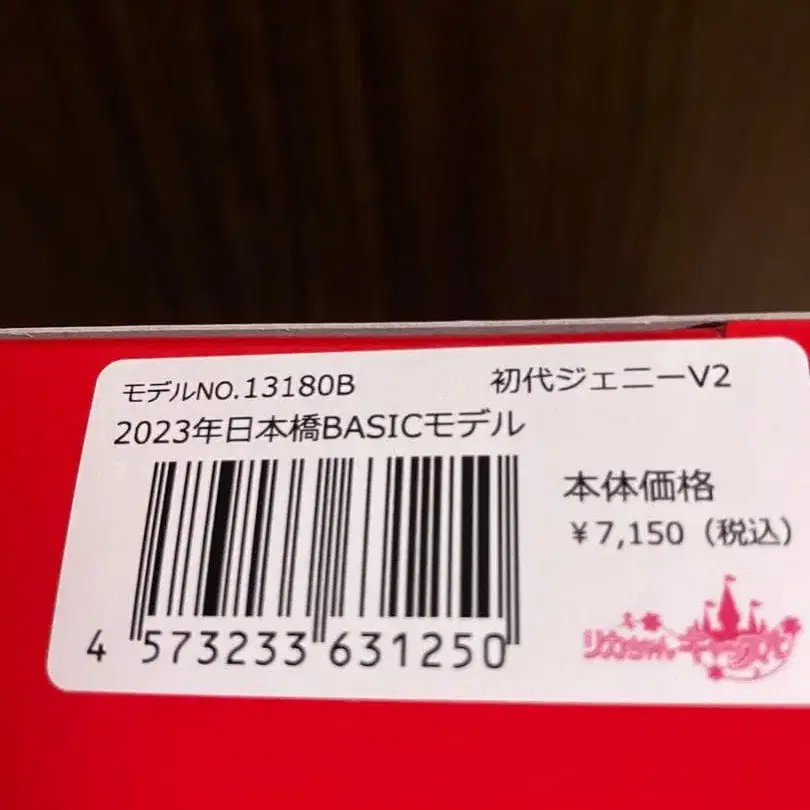 モデルNO.13180B 初代ジェニーV2
2023年日本橋BASICモデル
本体価格
¥7,150（税込）
リカちゃんキャッスル
4 573233 631250